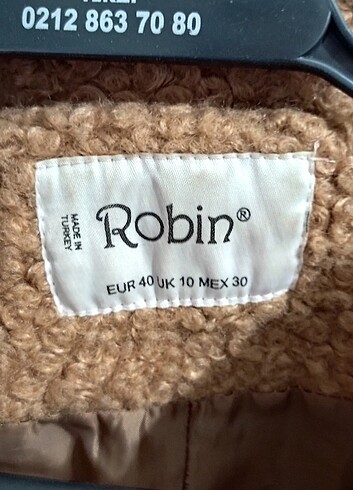 0212 863 70 80
MADE IN
TURKEY
Robin®
EUR 40 UK 10 MEX 30